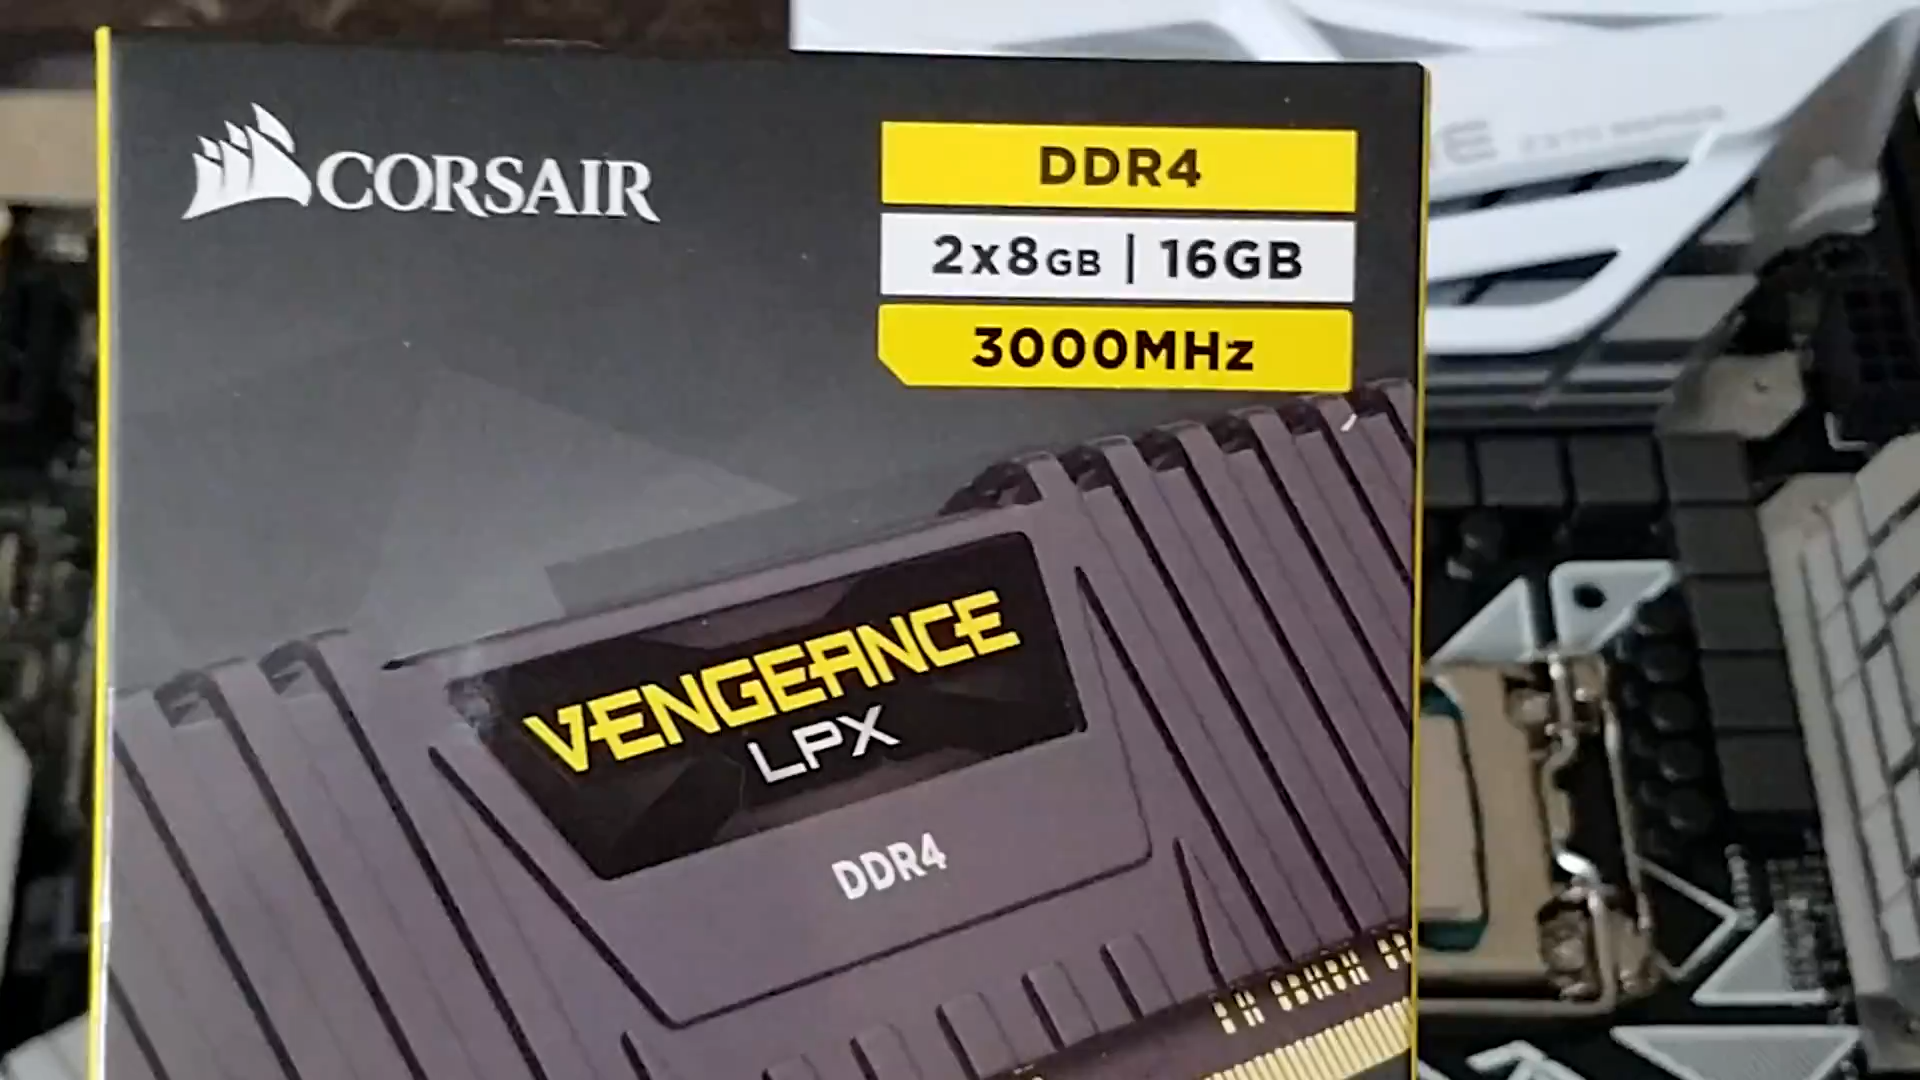 CORSAIR
DDR4
2x8GB | 16GB
3000MHz
VENGEANCE
LPX
DDR4